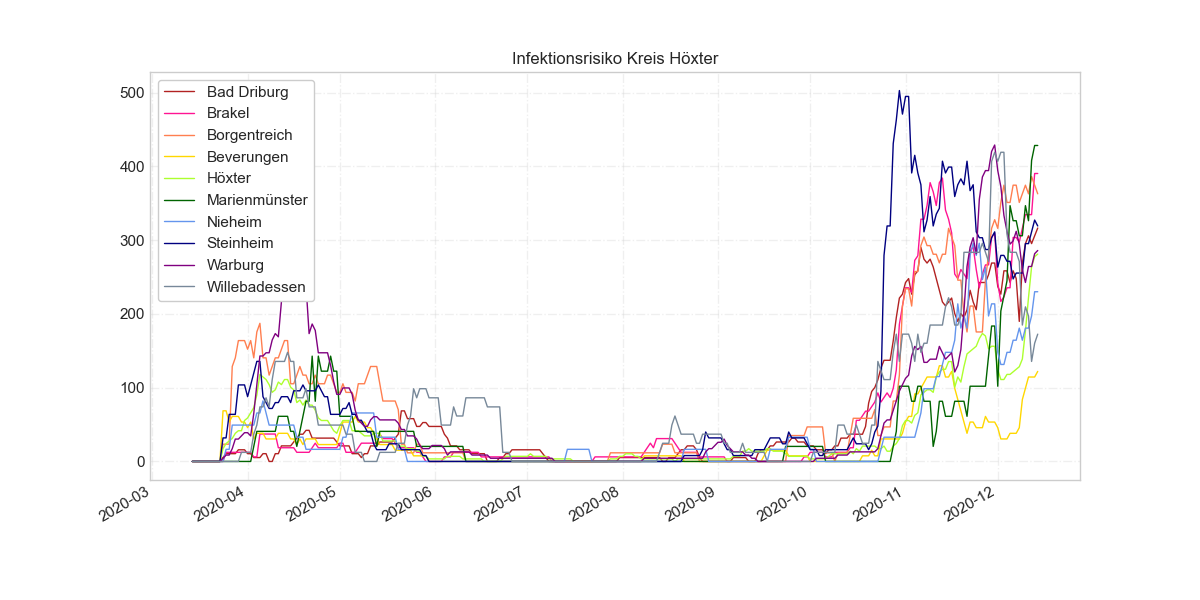 Infektionsrisiko Kreis Höxter
500
400
300
200
100
0
Bad Driburg
Brakel
Borgentreich
Beverungen
Höxter
Marienmünster
Nieheim
Steinheim
Warburg
Willebadessen
2020-03
2020-04
2020-05
2020-06
2020-07
2020-08
2020-09
2020-10
2020-11
2020-12